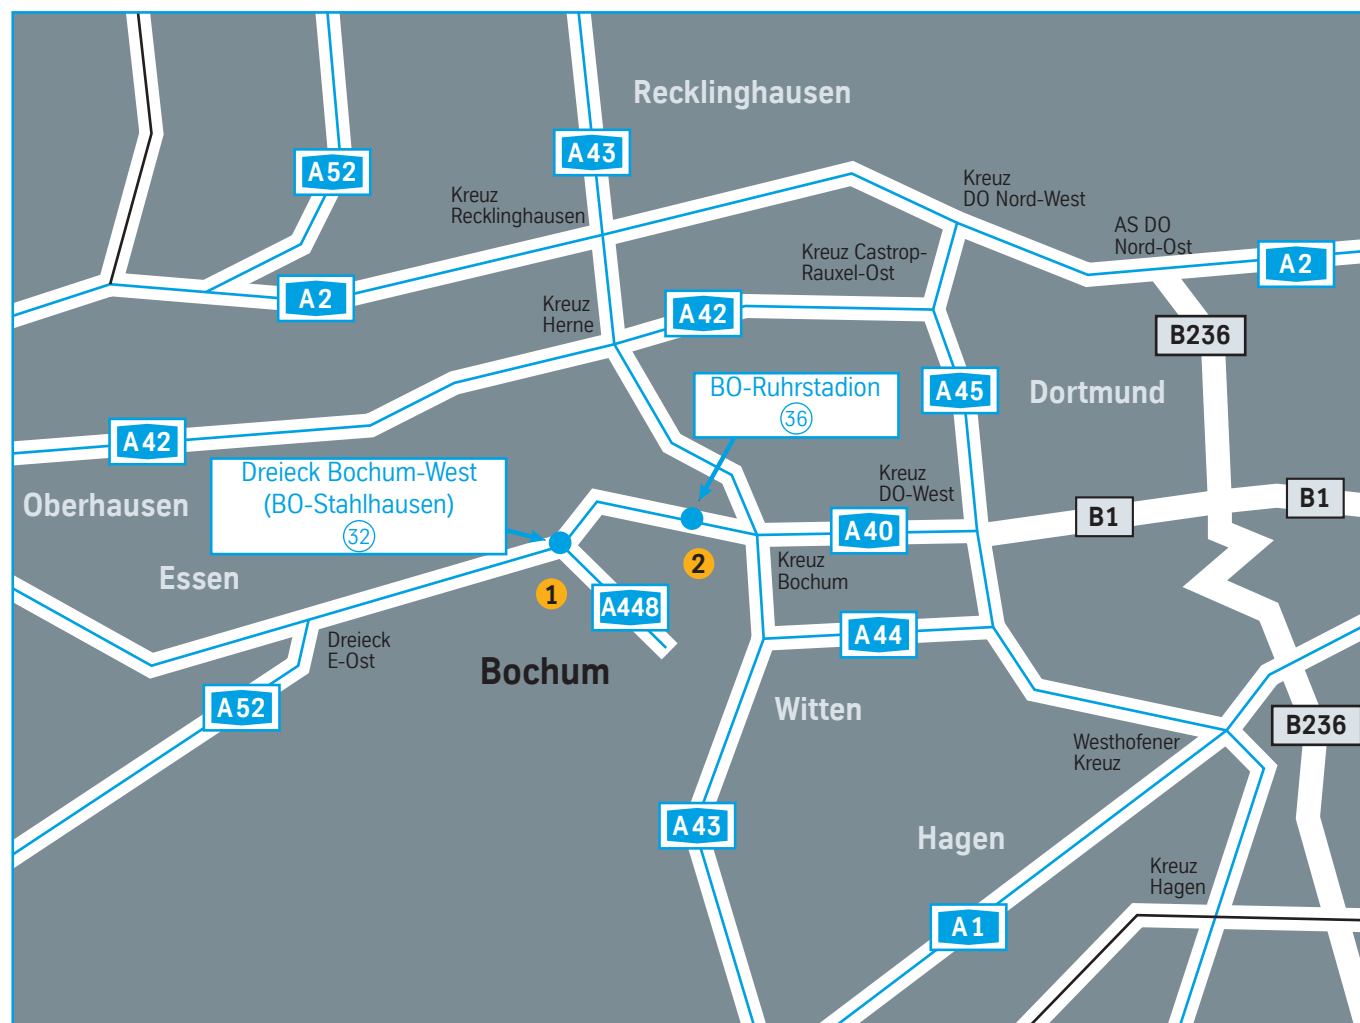 Recklinghausen
A43
A52
Kreuz
Recklinghausen
Kreuz
DO Nord-West
AS DO
Nord-Ost
Kreuz Castrop-
Rauxel-Ost
A2
A2
Kreuz
Herne
A42
B236
BO-Ruhrstadion
36
A45
Dortmund
A42
Dreieck Bochum-West
(BO-Stahlhausen)
32
Kreuz
DO-West
Oberhausen
B1
B1
A40
Essen
2
Kreuz
Bochum
1
A448
A44
Dreieck
E-Ost
Bochum
A52
Witten
B236
Westhofener
Kreuz
A43
Hagen
Kreuz
Hagen
A1